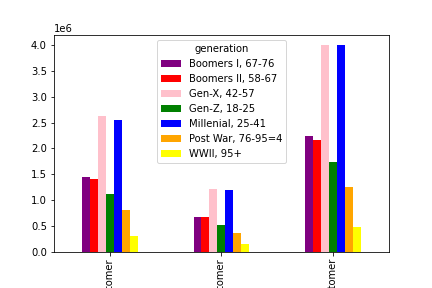 1e6
generation
Boomers I, 67-76
Boomers II, 58-67
Gen-X, 42-57
Gen-Z, 18-25
Millenial, 25-41
Post War, 76-95=4
WWII, 95+
4.0
3.5
3.0
2.5
2.0
1.5
1.0
0.5
0.0
tomer
tomer
tomer